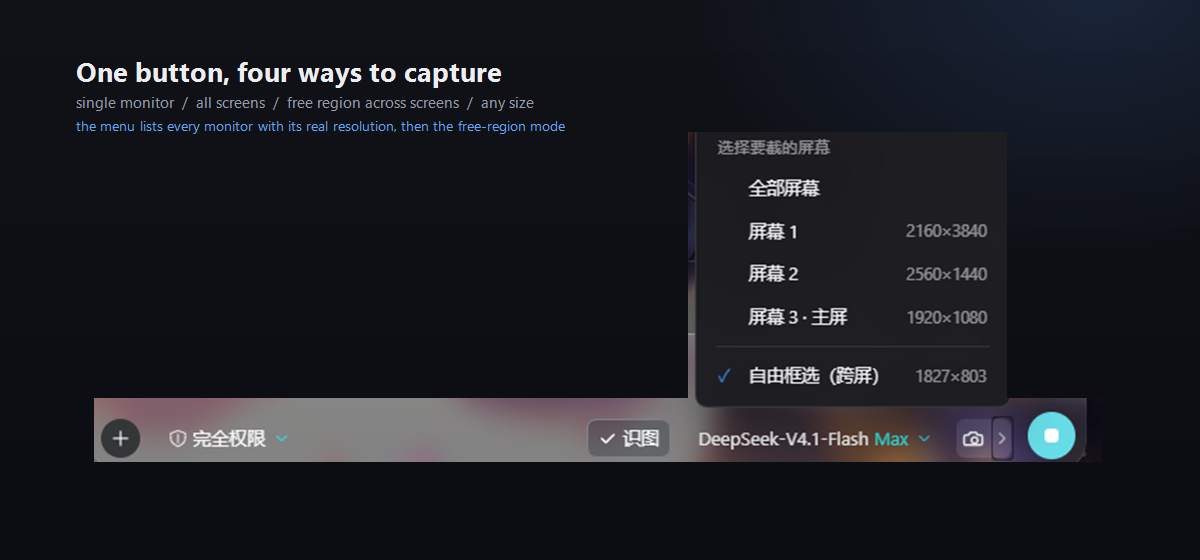 One button, four ways to capture
single monitor / all screens / free region across screens / any size
the menu lists every monitor with its real resolution, then the free-region mode
选择要截的屏幕
全部屏幕
屏幕 1 2160×3840
屏幕 2 2560×1440
屏幕 3 · 主屏 1920×1080
自由框选（跨屏） 1827×803
完全权限 识图 DeepSeek-V4.1-Flash Max